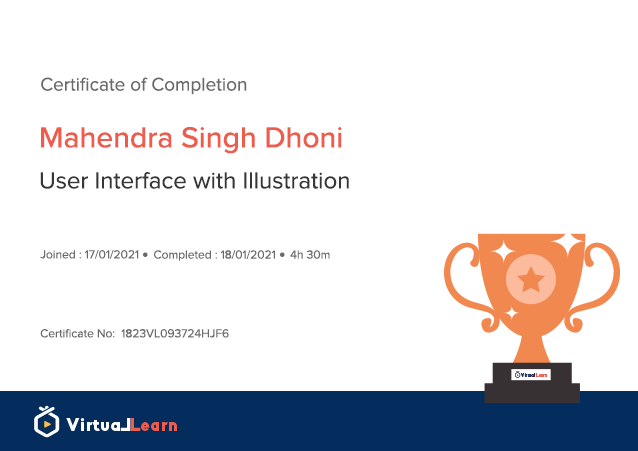 Certificate of Completion
Mahendra Singh Dhoni
User Interface with Illustration
Joined : 17/01/2021 • Completed : 18/01/2021 • 4h 30m
Certificate No: 1823VL093724HJF6
VirtualLearn
VirtualLearn